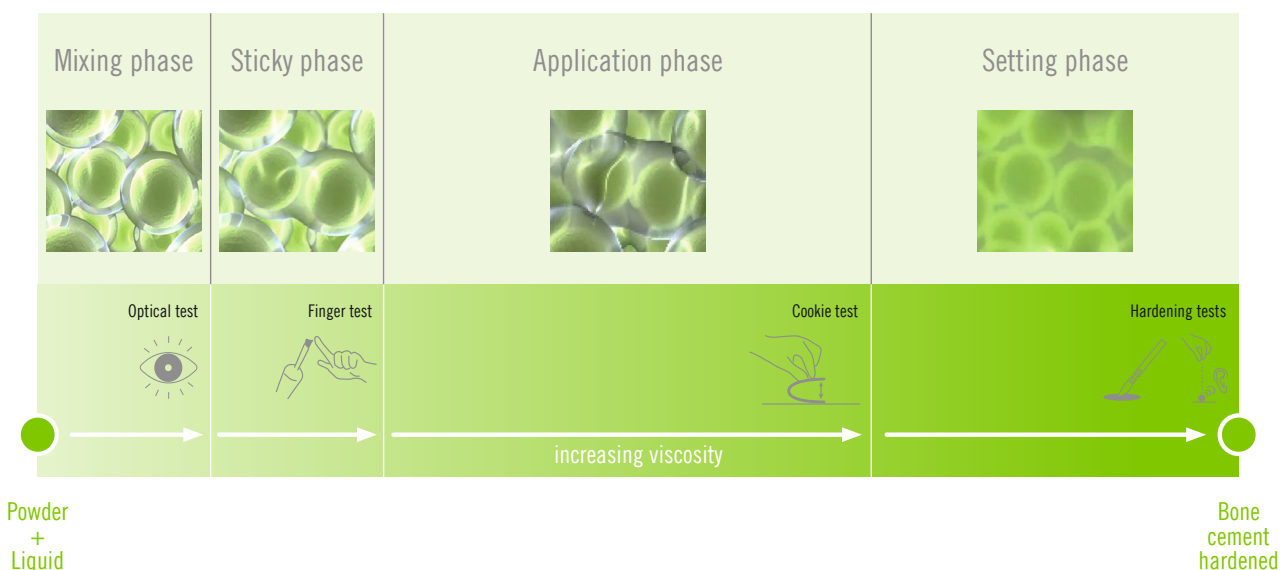 Mixing phase
Sticky phase
Application phase
Setting phase
Optical test
Finger test
Cookie test
Hardening tests
increasing viscosity
Powder
+
Liquid
Bone
cement
hardened